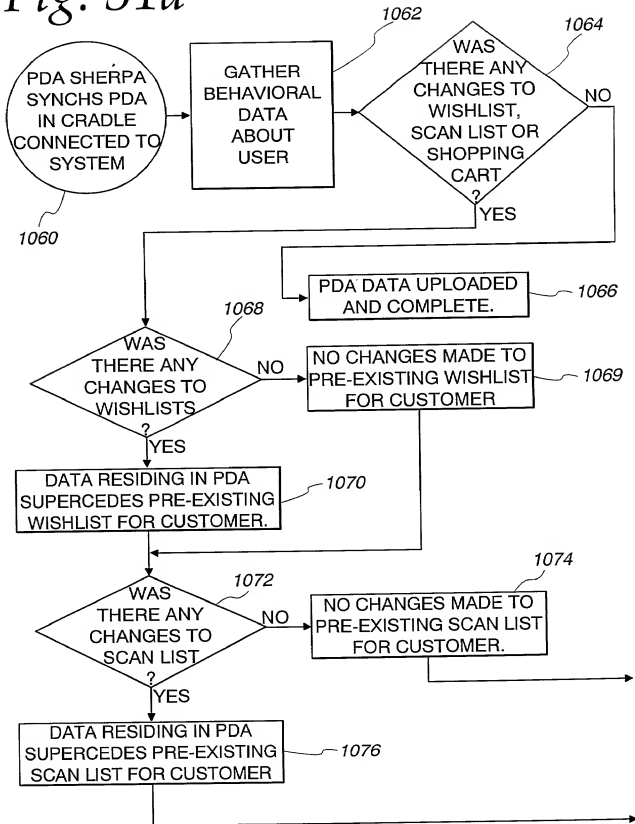 Fig. 31a
1062
1064
PDA SHERPA
SYNCHS PDA
IN CRADLE
CONNECTED TO
SYSTEM
1060
GATHER
BEHAVIORAL
DATA
ABOUT
USER
WAS
THERE ANY
CHANGES TO
WISHLIST,
SCAN LIST OR
SHOPPING
CART
?
NO
YES
PDA DATA UPLOADED
AND COMPLETE.
1066
1068
WAS
THERE ANY
CHANGES TO
WISHLISTS
?
NO
YES
NO CHANGES MADE TO
PRE-EXISTING WISHLIST
FOR CUSTOMER
1069
DATA RESIDING IN PDA
SUPERCEDES PRE-EXISTING
WISHLIST FOR CUSTOMER.
1070
1072
WAS
THERE ANY
CHANGES TO
SCAN LIST
?
NO
YES
1074
NO CHANGES MADE TO
PRE-EXISTING SCAN LIST
FOR CUSTOMER.
DATA RESIDING IN PDA
SUPERCEDES PRE-EXISTING
SCAN LIST FOR CUSTOMER
1076